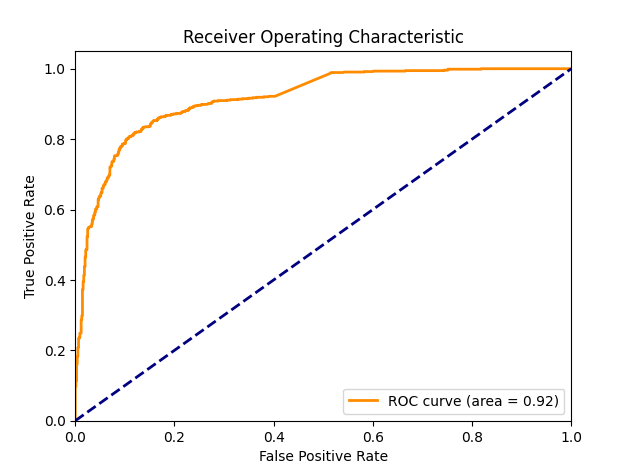 Receiver Operating Characteristic
True Positive Rate
1.0
0.8
0.6
0.4
0.2
0.0
ROC curve (area = 0.92)
0.0 0.2 0.4 0.6 0.8 1.0
False Positive Rate